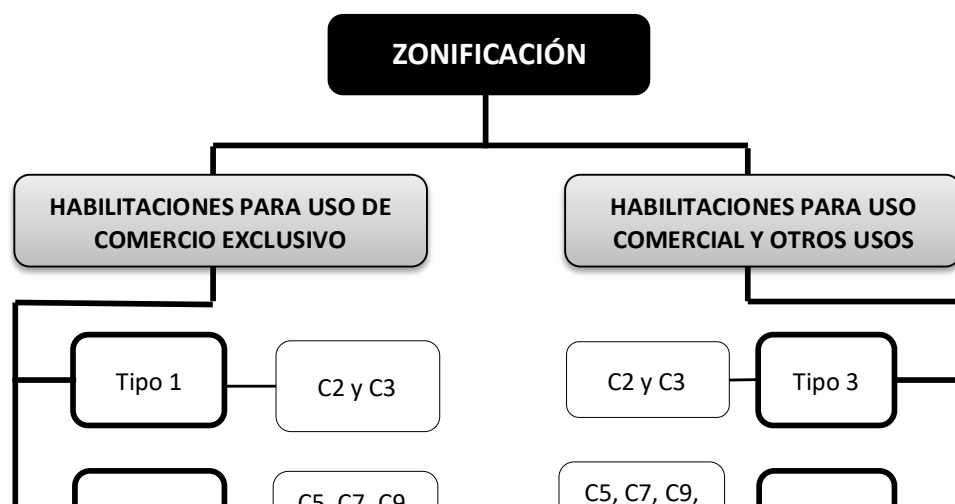 ZONIFICACIÓN
HABILITACIONES PARA USO DE
COMERCIO EXCLUSIVO
HABILITACIONES PARA USO
COMERCIAL Y OTROS USOS
Tipo 1
C2 y C3
C2 y C3
Tipo 3
C5, C7, C9,
C5, C7, C9,